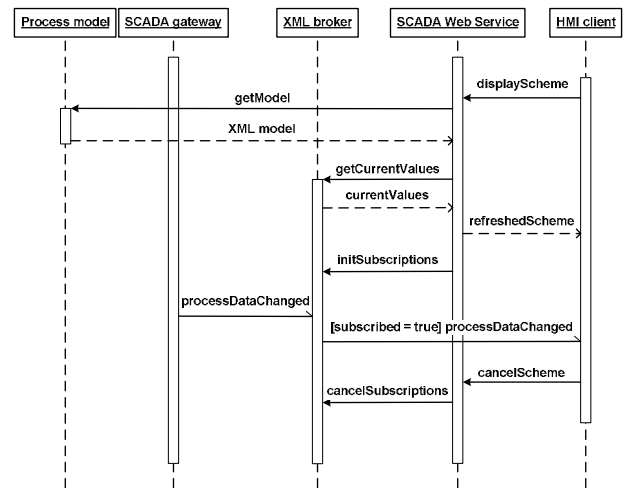 Process model
SCADA gateway
XML broker
SCADA Web Service
HMI client
displayScheme
getModel
XML model
getCurrentValues
currentValues
refreshedScheme
initSubscriptions
processDataChanged
[subscribed = true] processDataChanged
cancelScheme
cancelSubscriptions